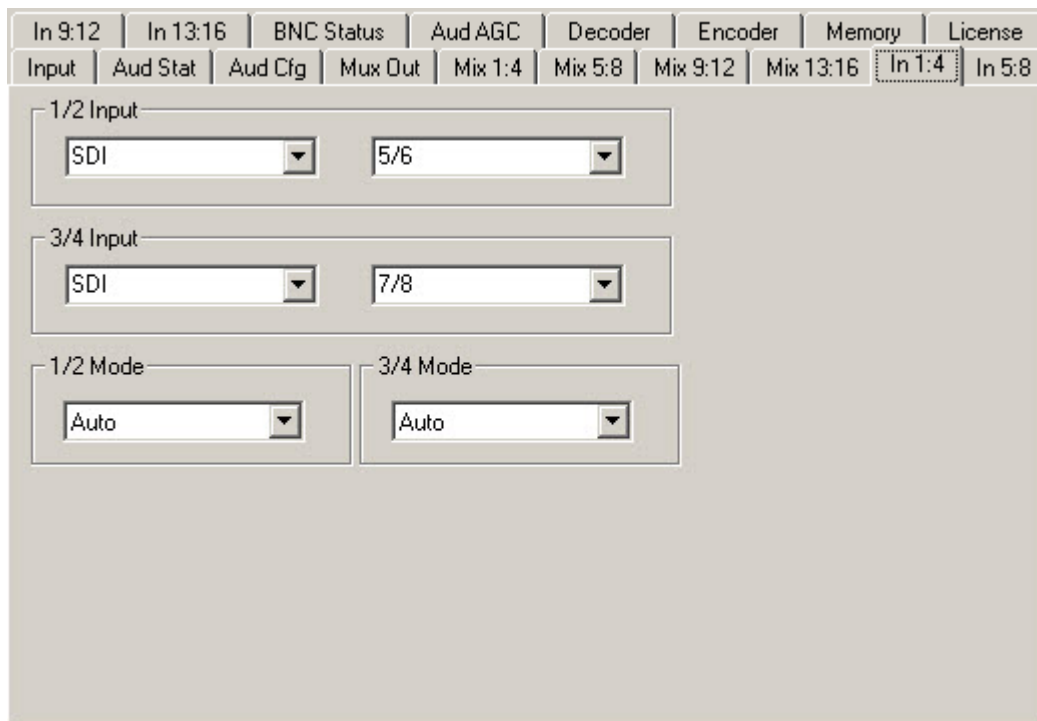 In 9:12 In 13:16 BNC Status Aud AGC Decoder Encoder Memory License
Input Aud Stat Aud Cfg Mux Out Mix 1:4 Mix 5:8 Mix 9:12 Mix 13:16 In 1:4 In 5:8
1/2 Input
SDI 5/6
3/4 Input
SDI 7/8
1/2 Mode 3/4 Mode
Auto Auto